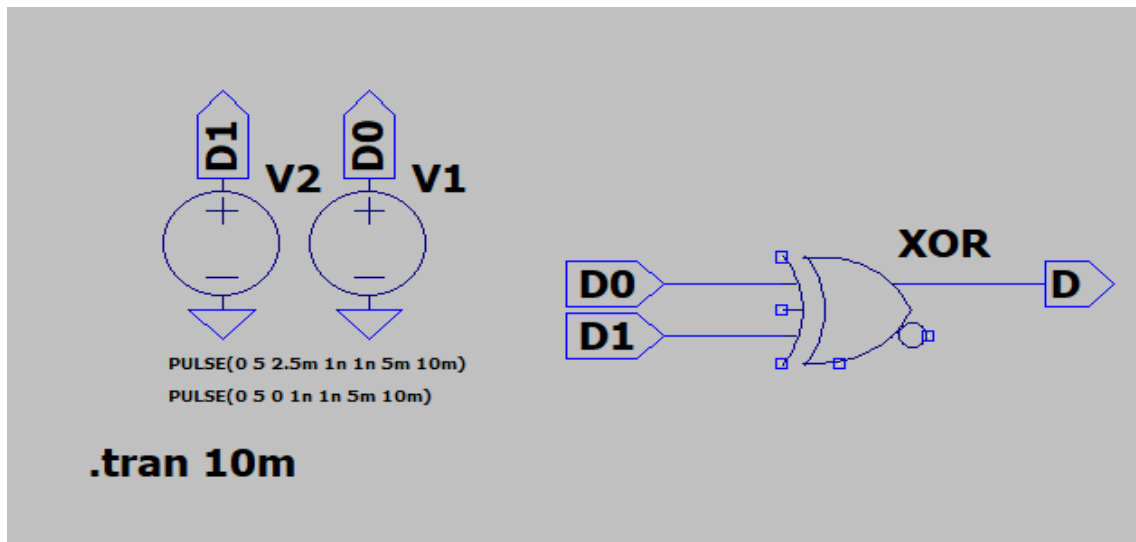 D1
V2
D0
V1
XOR
D0
D
D1
PULSE(0 5 2.5m 1n 1n 5m 10m)
PULSE(0 5 0 1n 1n 5m 10m)
.tran 10m